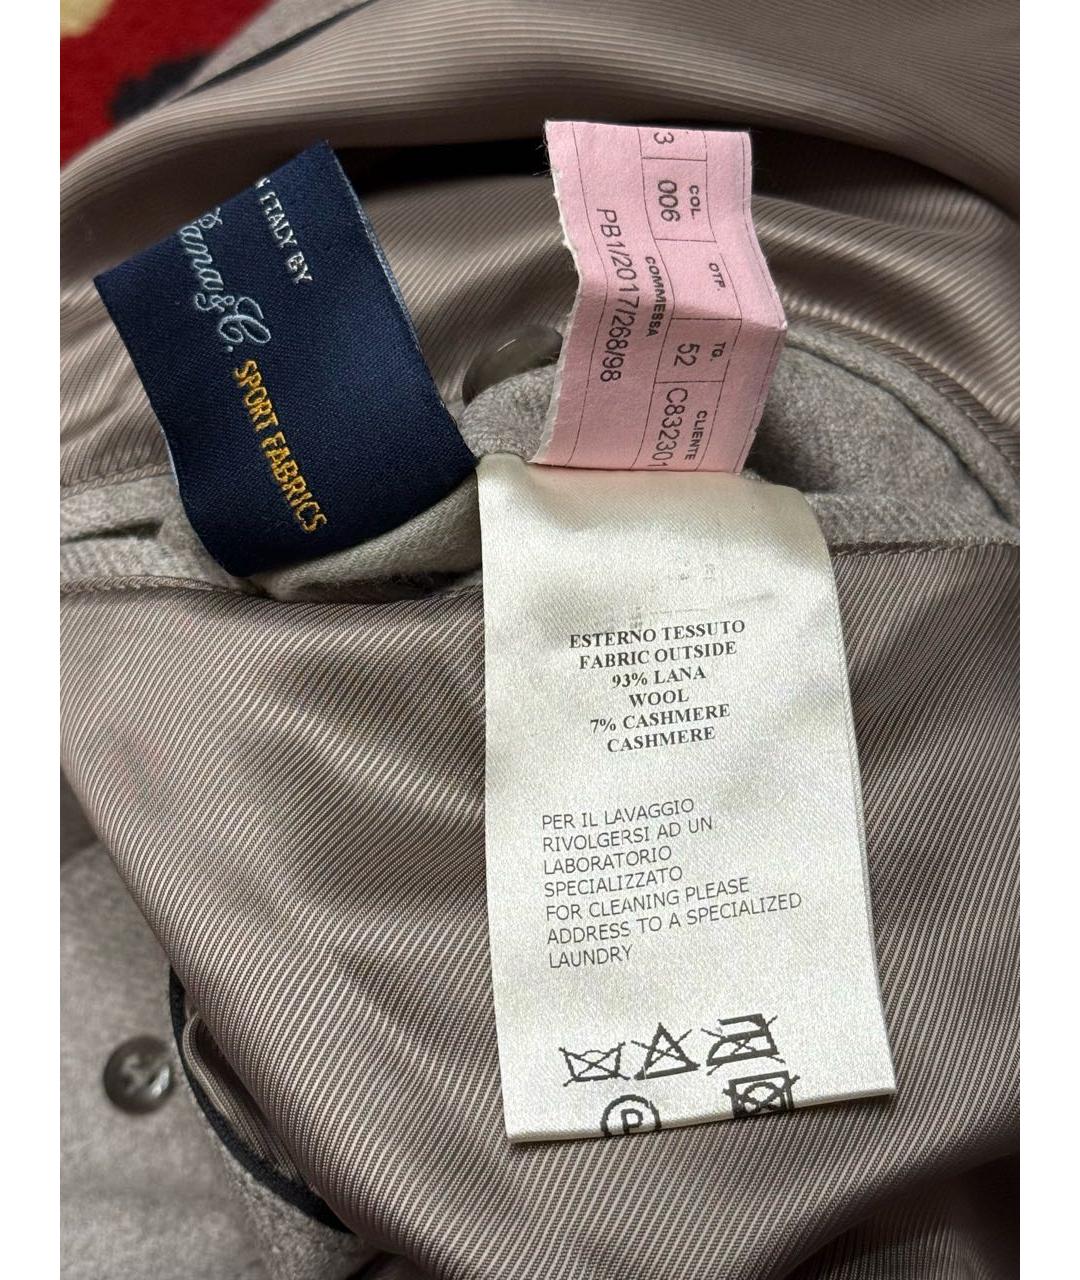 ITALY BY
&C.
SPORT FABRICS
3
COL
006
OTP.
TG.
52
CLIENTE
C832301
COMMESSA
PB1/2017/268/98
ESTERNO TESSUTO
FABRIC OUTSIDE
93% LANA
WOOL
7% CASHMERE
CASHMERE
PER IL LAVAGGIO
RIVOLGERSI AD UN
LABORATORIO
SPECIALIZZATO
FOR CLEANING PLEASE
ADDRESS TO A SPECIALIZED
LAUNDRY
P